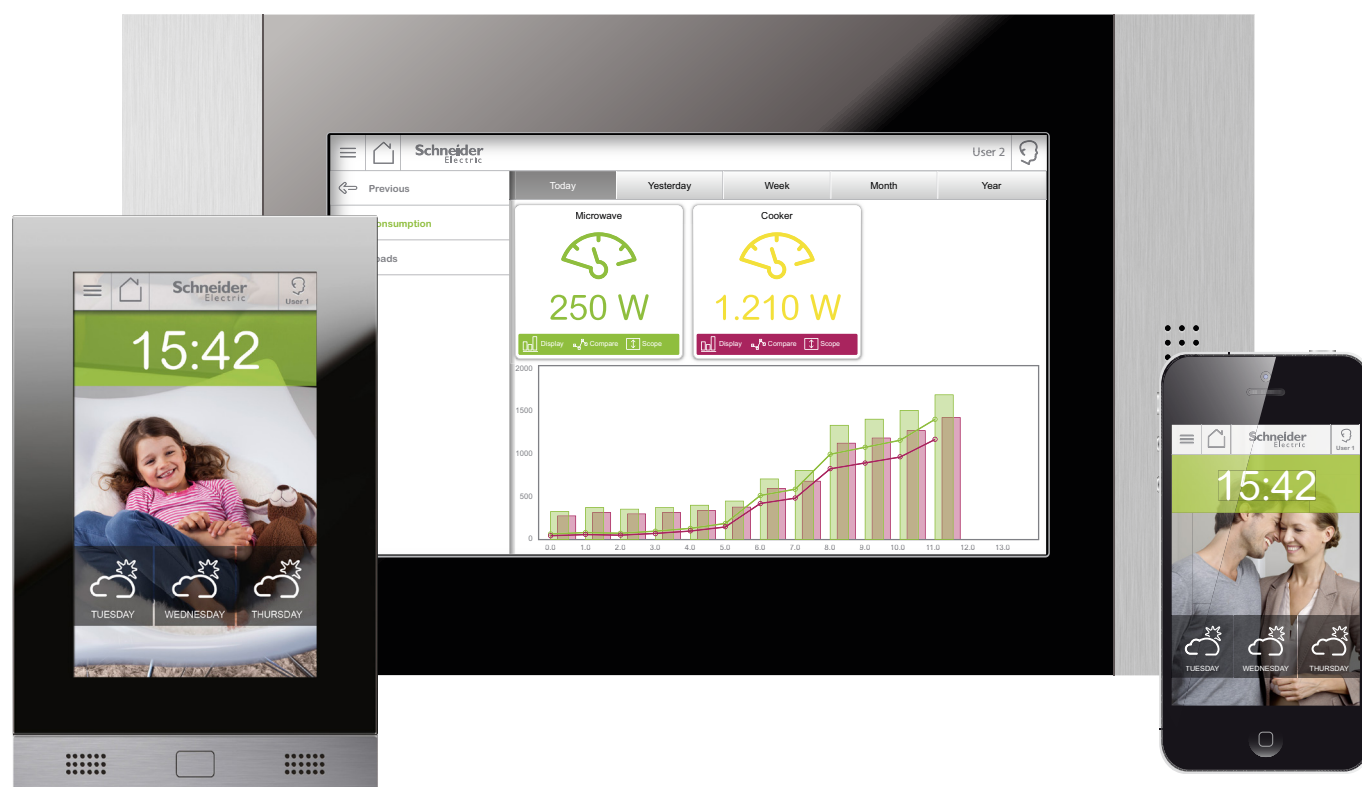 Schneider
Electric
User 2
Previous
onsumption
oads
Today Yesterday Week Month Year
Microwave
250 W
Display Compare Scope
Cooker
1.210 W
Display Compare Scope
2000
1500
1000
500
0
0.0 1.0 2.0 3.0 4.0 5.0 6.0 7.0 8.0 9.0 10.0 11.0 12.0 13.0
Schneider
Electric
User 1
15:42
TUESDAY WEDNESDAY THURSDAY
Schneider
Electric
User 1
15:42
TUESDAY WEDNESDAY THURSDAY